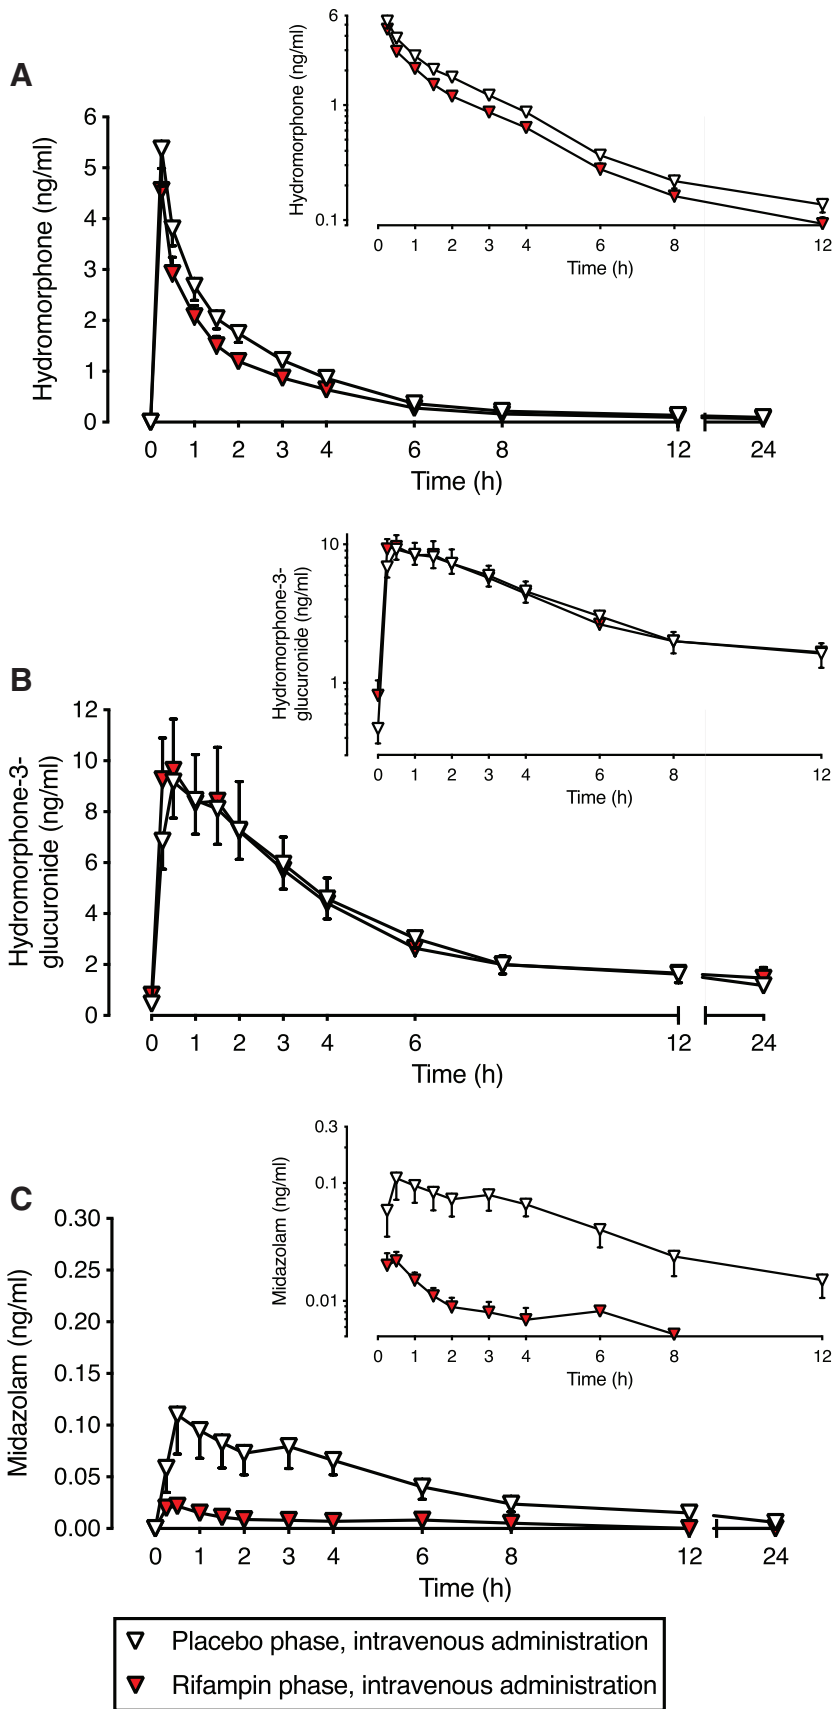 A
Hydromorphone (ng/ml)
6
1
0.1
0 1 2 3 4 6 8 12
Time (h)
Hydromorphone (ng/ml)
6
5
4
3
2
1
0
0 1 2 3 4 6 8 12 24
Time (h)
B
Hydromorphone-3-
glucuronide (ng/ml)
10
1
0 1 2 3 4 6 8 12
Time (h)
Hydromorphone-3-
glucuronide (ng/ml)
12
10
8
6
4
2
0
0 1 2 3 4 6 12 24
Time (h)
C
Midazolam (ng/ml)
0.3
0.1
0.01
0 1 2 3 4 6 8 12
Time (h)
Midazolam (ng/ml)
0.30
0.25
0.20
0.15
0.10
0.05
0.00
0 1 2 3 4 6 8 12 24
Time (h)
Placebo phase, intravenous administration
Rifampin phase, intravenous administration